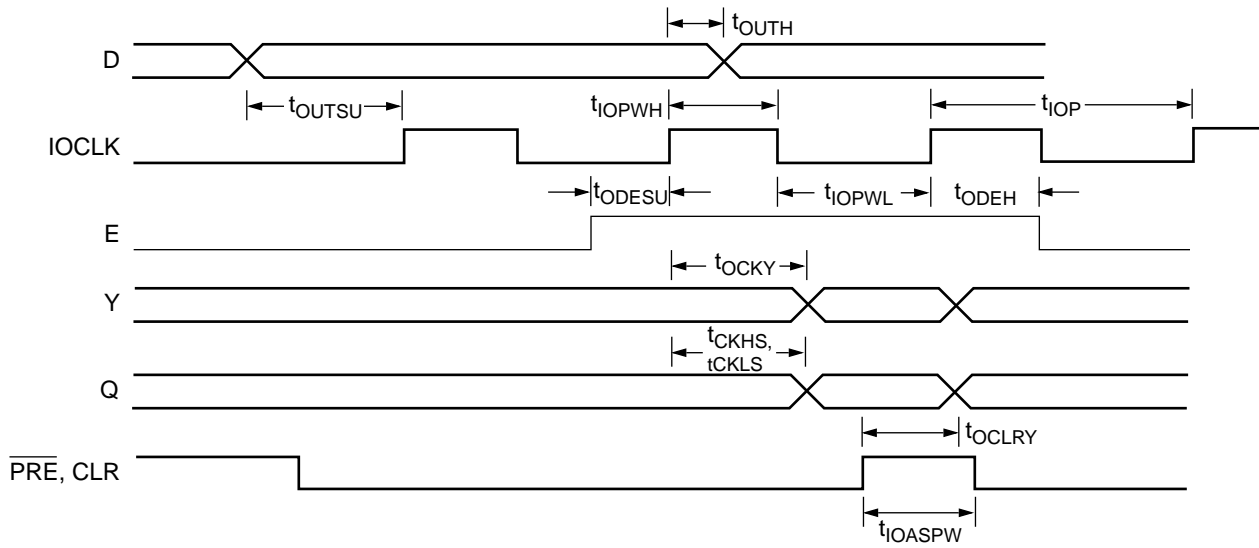 tOUTH
D
tOUTSU
tIOPWH
tIOP
IOCLK
tODESU
tIOPWL
tODEH
E
tOCKY
Y
tCKHS,
tCKLS
Q
tOCLRY
PRE, CLR
tIOASPW